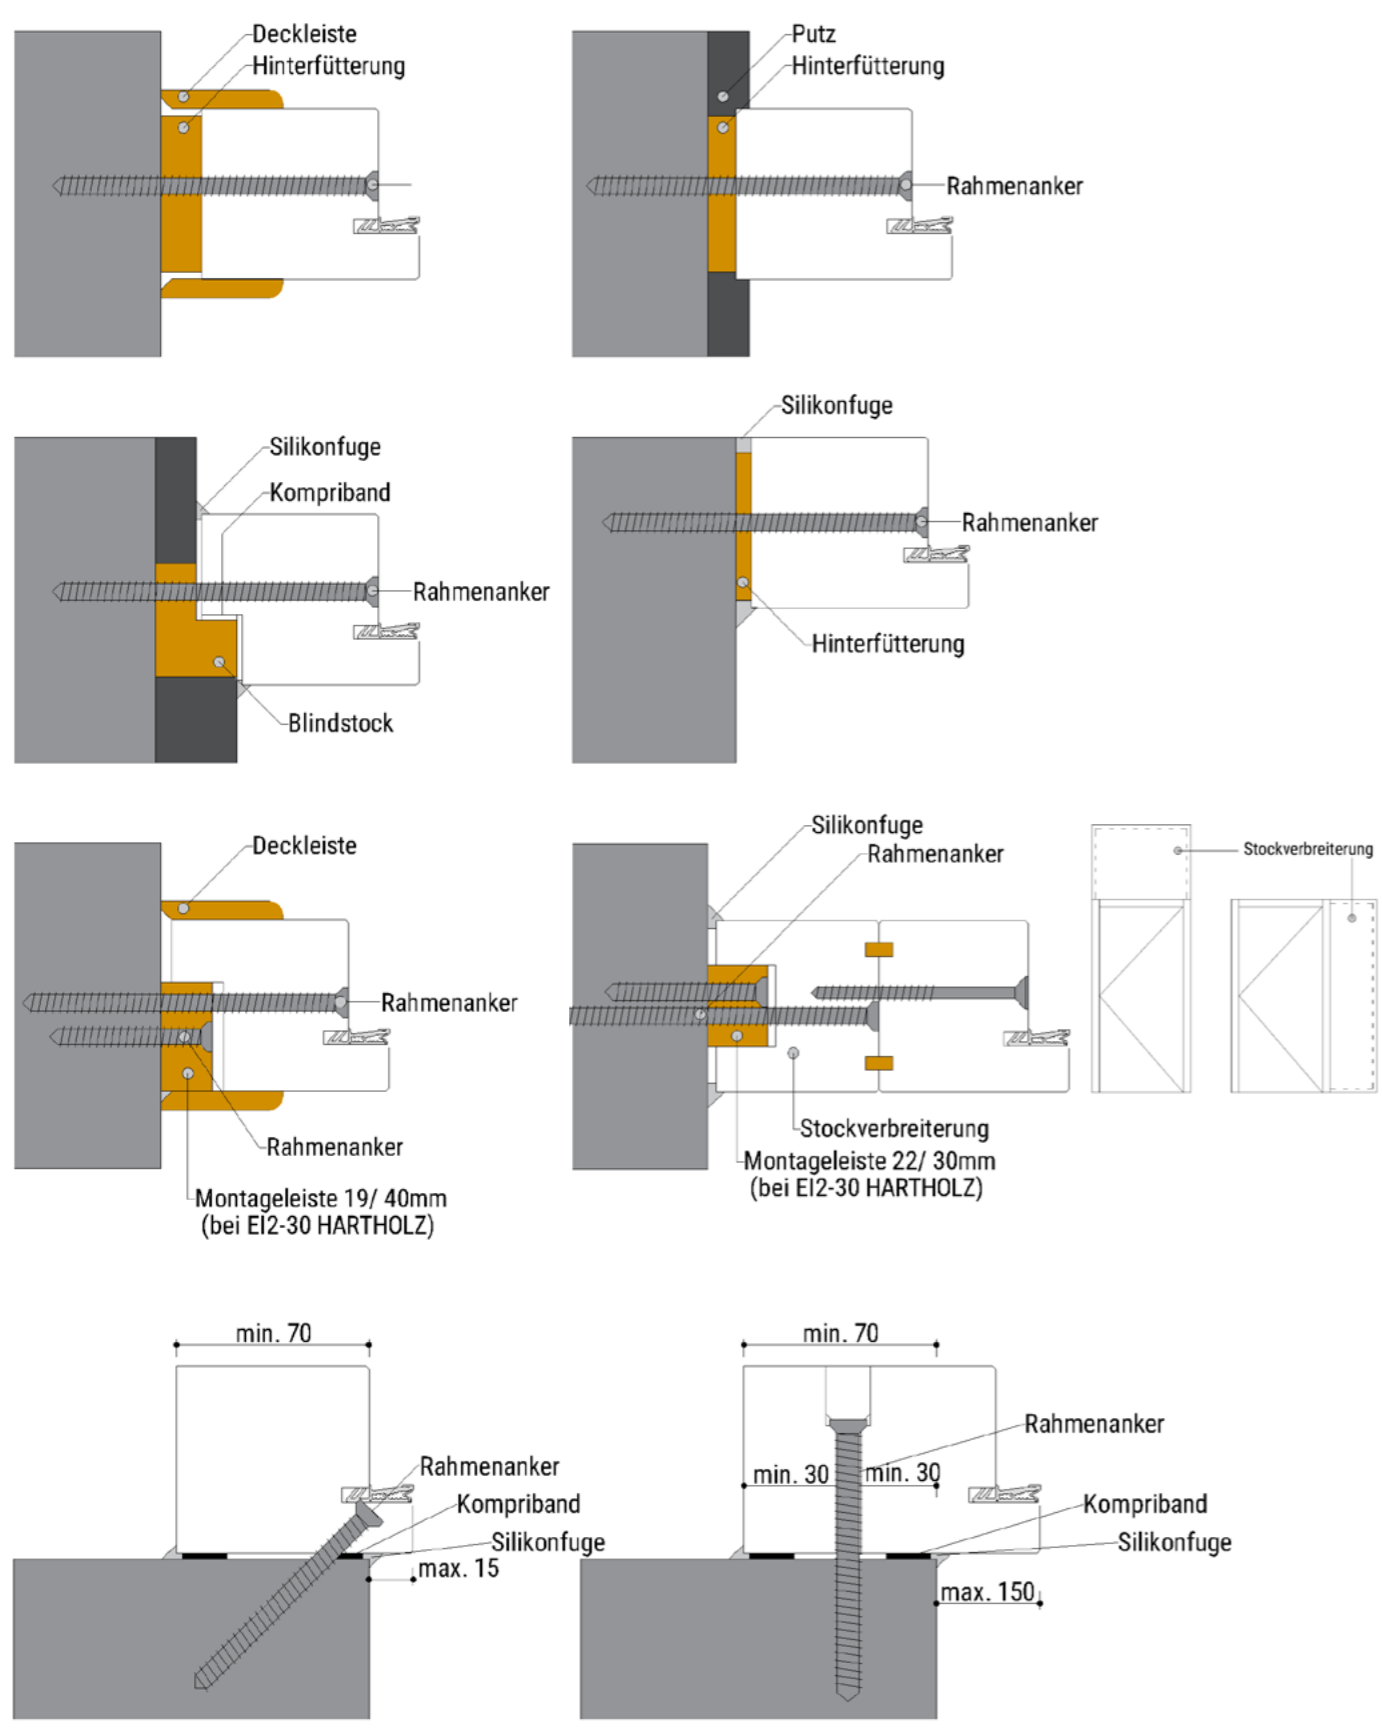 Deckleiste
Hinterfütterung
Putz
Hinterfütterung
Rahmenanker
Silikonfuge
Kompriband
Rahmenanker
Blindstock
Silikonfuge
Rahmenanker
Hinterfütterung
Deckleiste
Rahmenanker
Rahmenanker
Montageleiste 19/ 40mm
(bei EI2-30 HARTHOLZ)
Silikonfuge
Rahmenanker
Stockverbreiterung
Stockverbreiterung
Montageleiste 22/ 30mm
(bei EI2-30 HARTHOLZ)
min. 70
Rahmenanker
Kompriband
Silikonfuge
max. 15
min. 70
Rahmenanker
min. 30 min. 30
Kompriband
Silikonfuge
max. 150